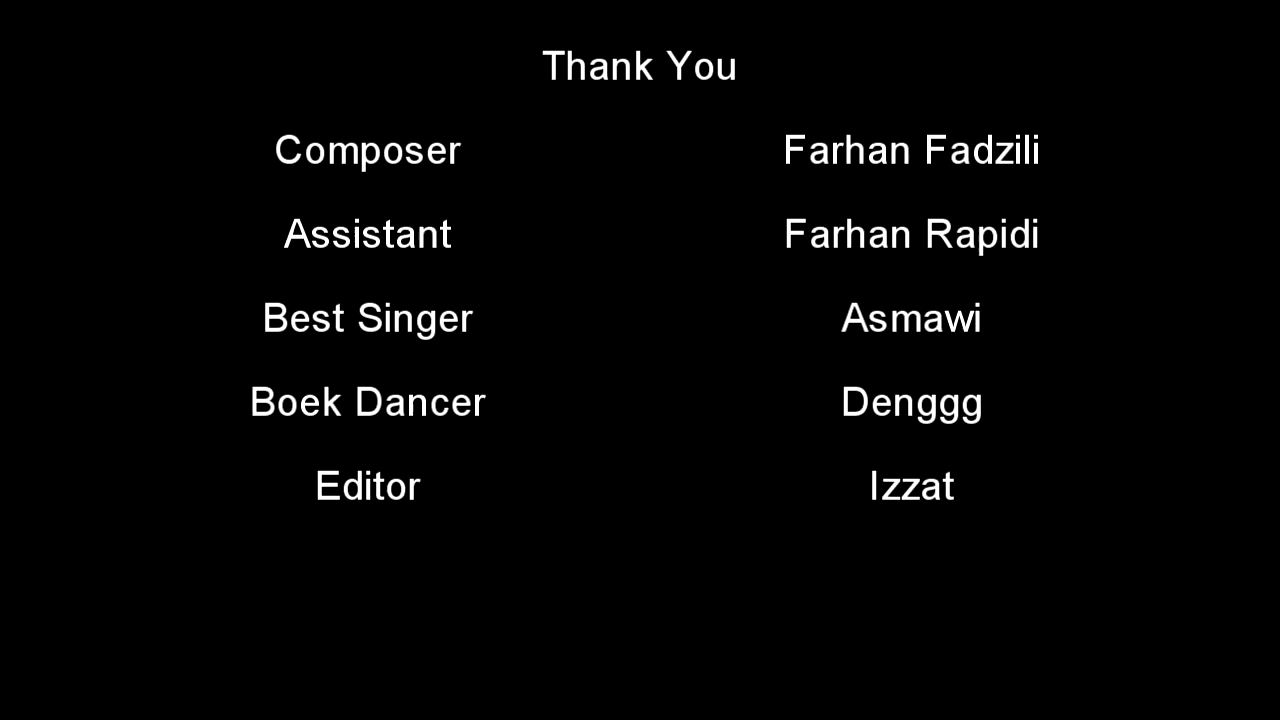 Thank You
Composer Farhan Fadzili
Assistant Farhan Rapidi
Best Singer Asmawi
Boek Dancer Denggg
Editor Izzat